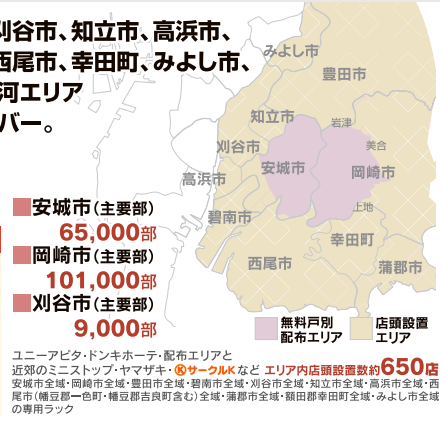 刈谷市、知立市、高浜市、
西尾市、幸田町、みよし市、
河エリア
バー。
みよし市
豊田市
知立市
岩津
刈谷市
美合
安城市
岡崎市
高浜市
碧南市
上地
幸田町
西尾市
蒲郡市
安城市（主要部）
65,000部
岡崎市（主要部）
101,000部
刈谷市（主要部）
9,000部
無料戸別
配布エリア
店頭設置
エリア
ユニーアピタ・ドンキホーテ・配布エリアと
近郊のミニストップ・ヤマザキ・ⓀサークルKなど エリア内店頭設置数約650店
安城市全域・岡崎市全域・豊田市全域・碧南市全域・刈谷市全域・知立市全域・高浜市全域・西
尾市（幡豆郡一色町・幡豆郡吉良町含む）全域・蒲郡市全域・額田郡幸田町全域・みよし市全域
の専用ラック